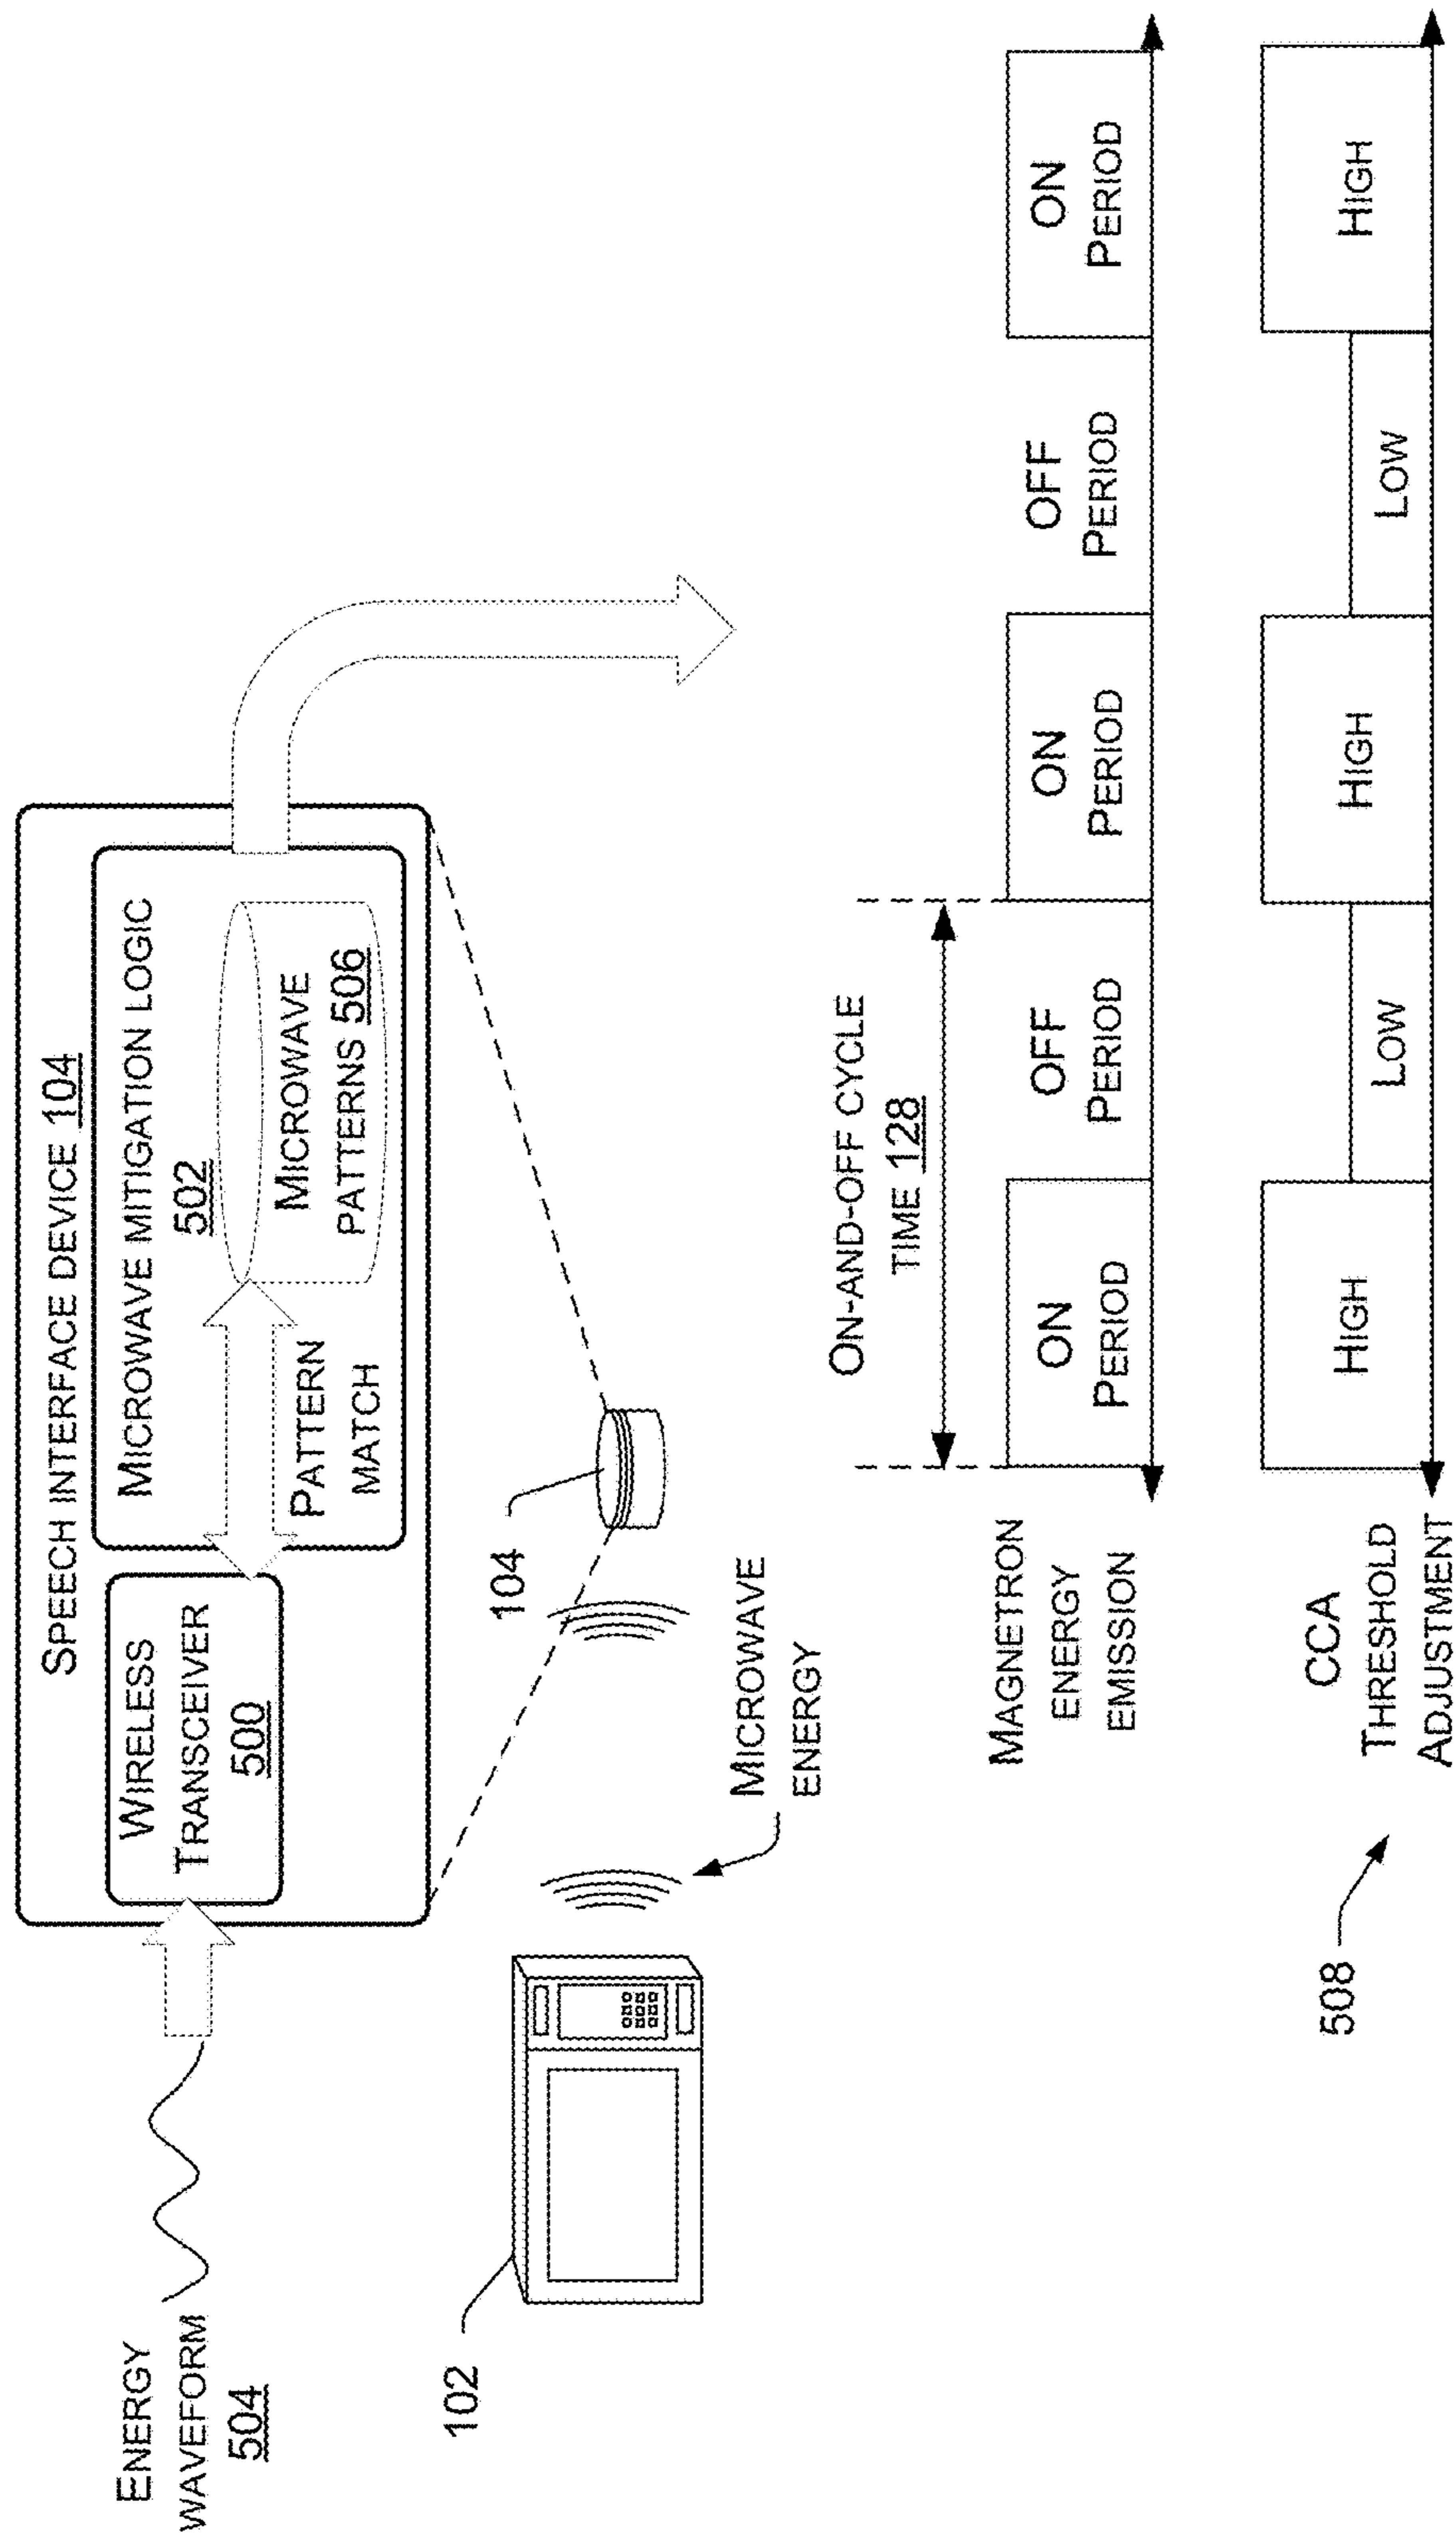 SPEECH INTERFACE DEVICE 104
ENERGY
WAVEFORM
504
WIRELESS
TRANSCEIVER
500
MICROWAVE MITIGATION LOGIC
502
PATTERN
MATCH
MICROWAVE
PATTERNS 506
102
MICROWAVE
ENERGY
104
ON-AND-OFF CYCLE
TIME 128
MAGNETRON
ENERGY
EMISSION
ON
PERIOD
OFF
PERIOD
ON
PERIOD
OFF
PERIOD
ON
PERIOD
508
CCA
THRESHOLD
ADJUSTMENT
HIGH
LOW
HIGH
LOW
HIGH